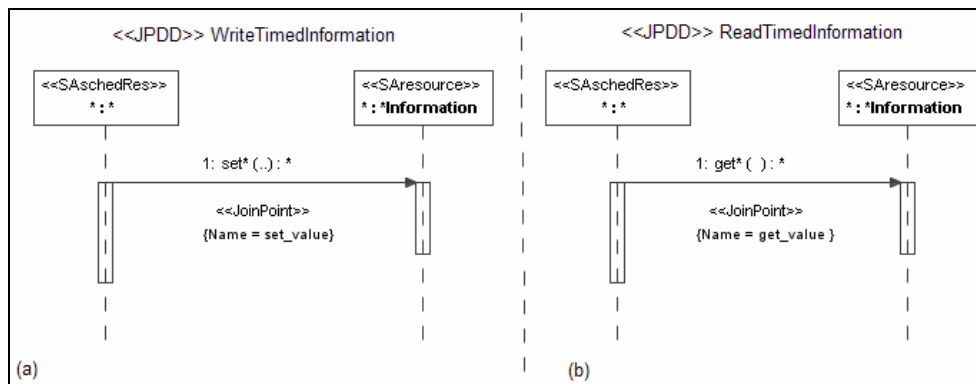 <<JPDD>> WriteTimedInformation
<<SAschedRes>>
* : *
<<SAresource>>
* : *Information
1: set* (..) : *
<<JoinPoint>>
{Name = set_value}
(a)
<<JPDD>> ReadTimedInformation
<<SAschedRes>>
* : *
<<SAresource>>
* : *Information
1: get* ( ) : *
<<JoinPoint>>
{Name = get_value }
(b)